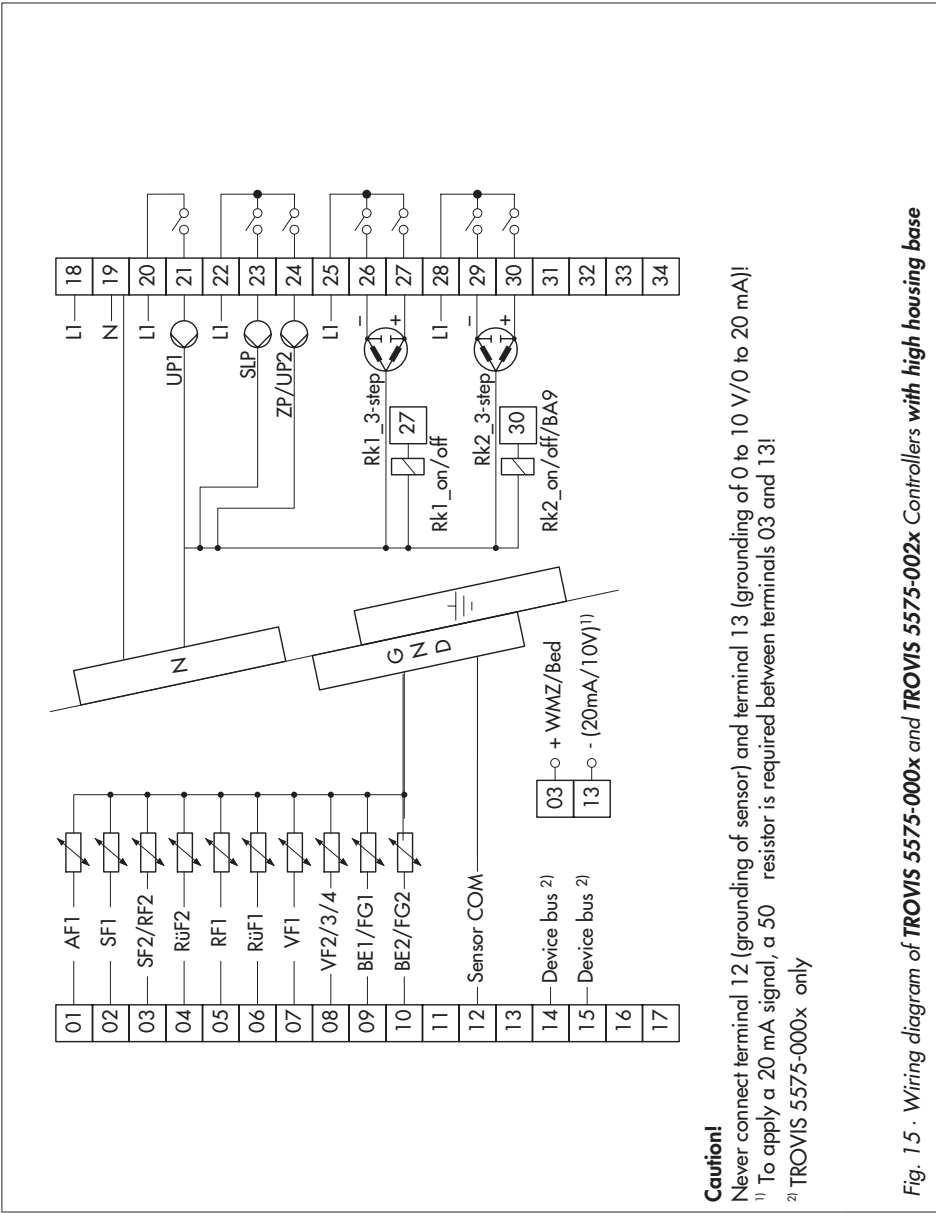 01 AF1
02 SF1
03 SF2/RF2
04 RüF2
05 RF1
06 RüF1
07 VF1
08 VF2/3/4
09 BE1/FG1
10 BE2/FG2
11
12 Sensor COM
13
14 Device bus 2)
15 Device bus 2)
16
17
03 + WMZ/Bed
13 - (20mA/10V)1)
N
G
N
D
L1 18
N 19
L1 20
UP1 21
L1 22
SLP 23
ZP/UP2 24
L1 25
– 26
+ 27
Rk1_3-step
27
Rk1_on/off
L1 28
– 29
+ 30
Rk2_3-step
30
Rk2_on/off/BA9
31
32
33
34
Caution!
Never connect terminal 12 (grounding of sensor) and terminal 13 (grounding of 0 to 10 V/0 to 20 mA)!
1) To apply a 20 mA signal, a 50 resistor is required between terminals 03 and 13!
2) TROVIS 5575-000x only
Fig. 15 · Wiring diagram of TROVIS 5575-000x and TROVIS 5575-002x Controllers with high housing base